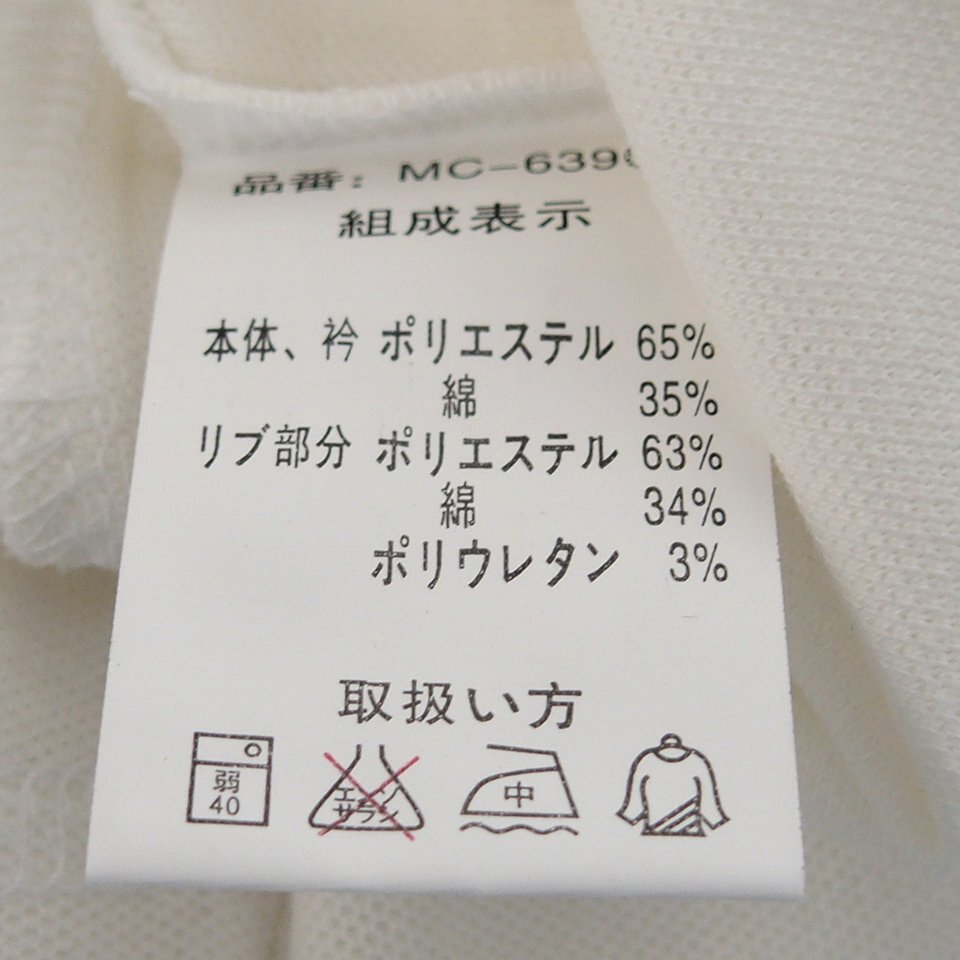 品番: MC-639
組成表示
本体、衿 ポリエステル 65%
綿 35%
リブ部分 ポリエステル 63%
綿 34%
ポリウレタン 3%
取扱い方
弱
40
エンソ
サラシ
中